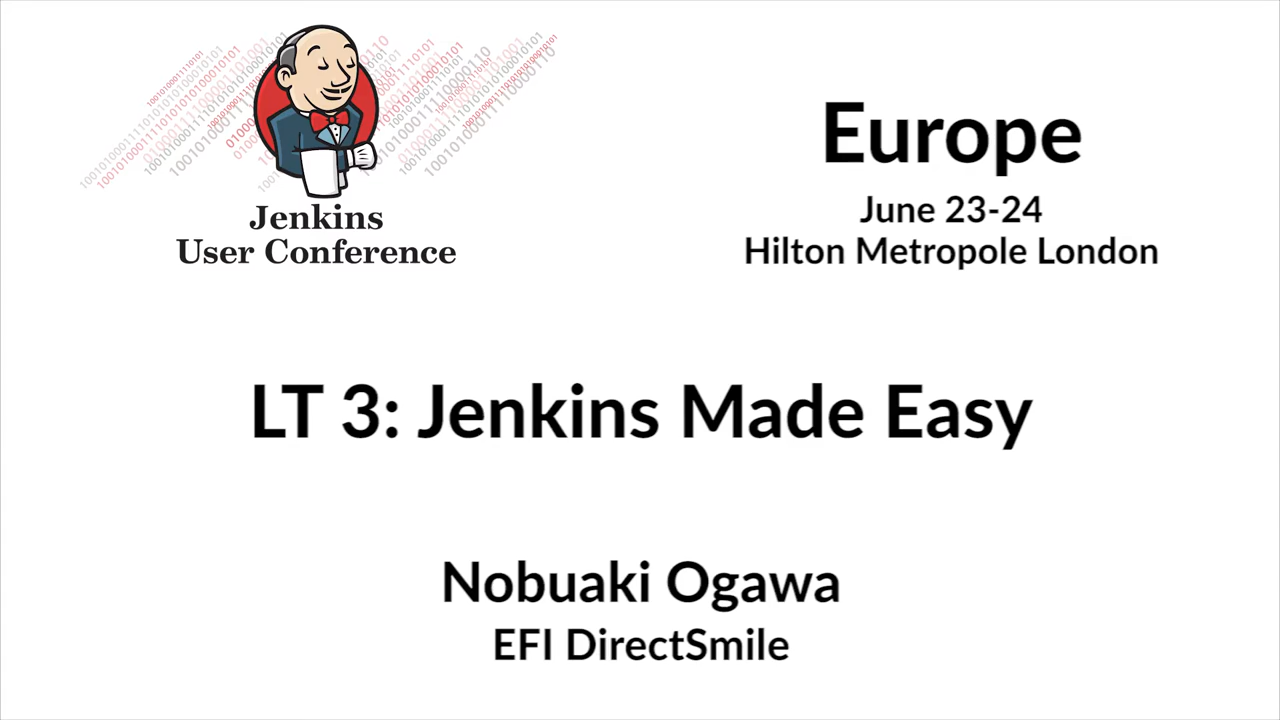 Jenkins
User Conference
Europe
June 23-24
Hilton Metropole London
LT 3: Jenkins Made Easy
Nobuaki Ogawa
EFI DirectSmile